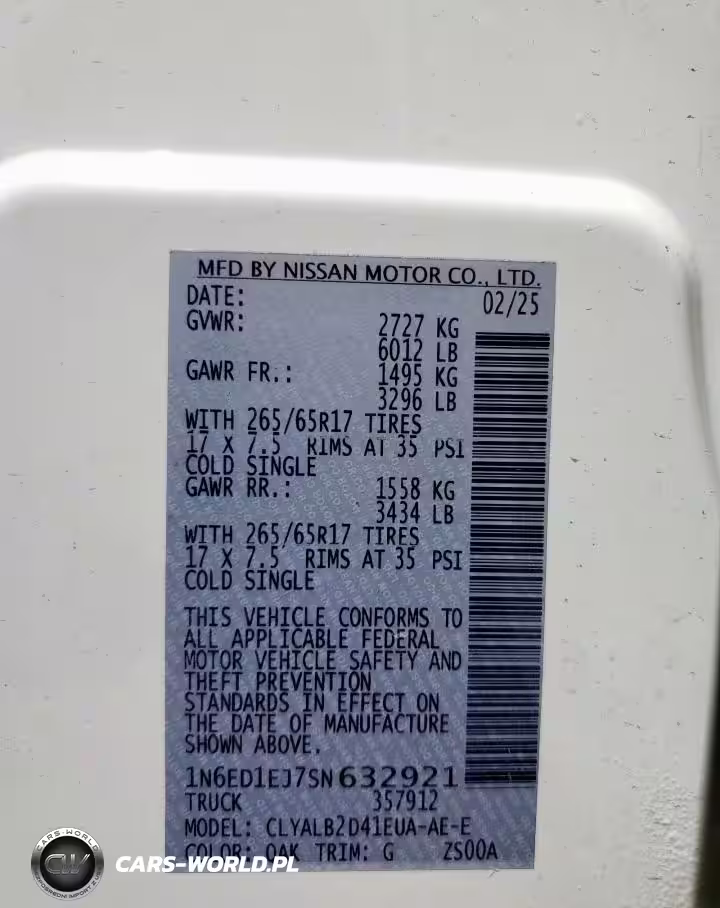 MFD BY NISSAN MOTOR CO., LTD.
DATE: 02/25
GVWR: 2727 KG
6012 LB
GAWR FR.: 1495 KG
3296 LB
WITH 265/65R17 TIRES
17 X 7.5 RIMS AT 35 PSI
COLD SINGLE
GAWR RR.: 1558 KG
3434 LB
WITH 265/65R17 TIRES
17 X 7.5 RIMS AT 35 PSI
COLD SINGLE
THIS VEHICLE CONFORMS TO
ALL APPLICABLE FEDERAL
MOTOR VEHICLE SAFETY AND
THEFT PREVENTION
STANDARDS IN EFFECT ON
THE DATE OF MANUFACTURE
SHOWN ABOVE.
1N6ED1EJ7SN632921
TRUCK 357912
MODEL: CLYALB2D41EUA-AE-E
COLOR: QAK TRIM: G ZS00A
CARS-WORLD
CW
CARS-WORLD.PL